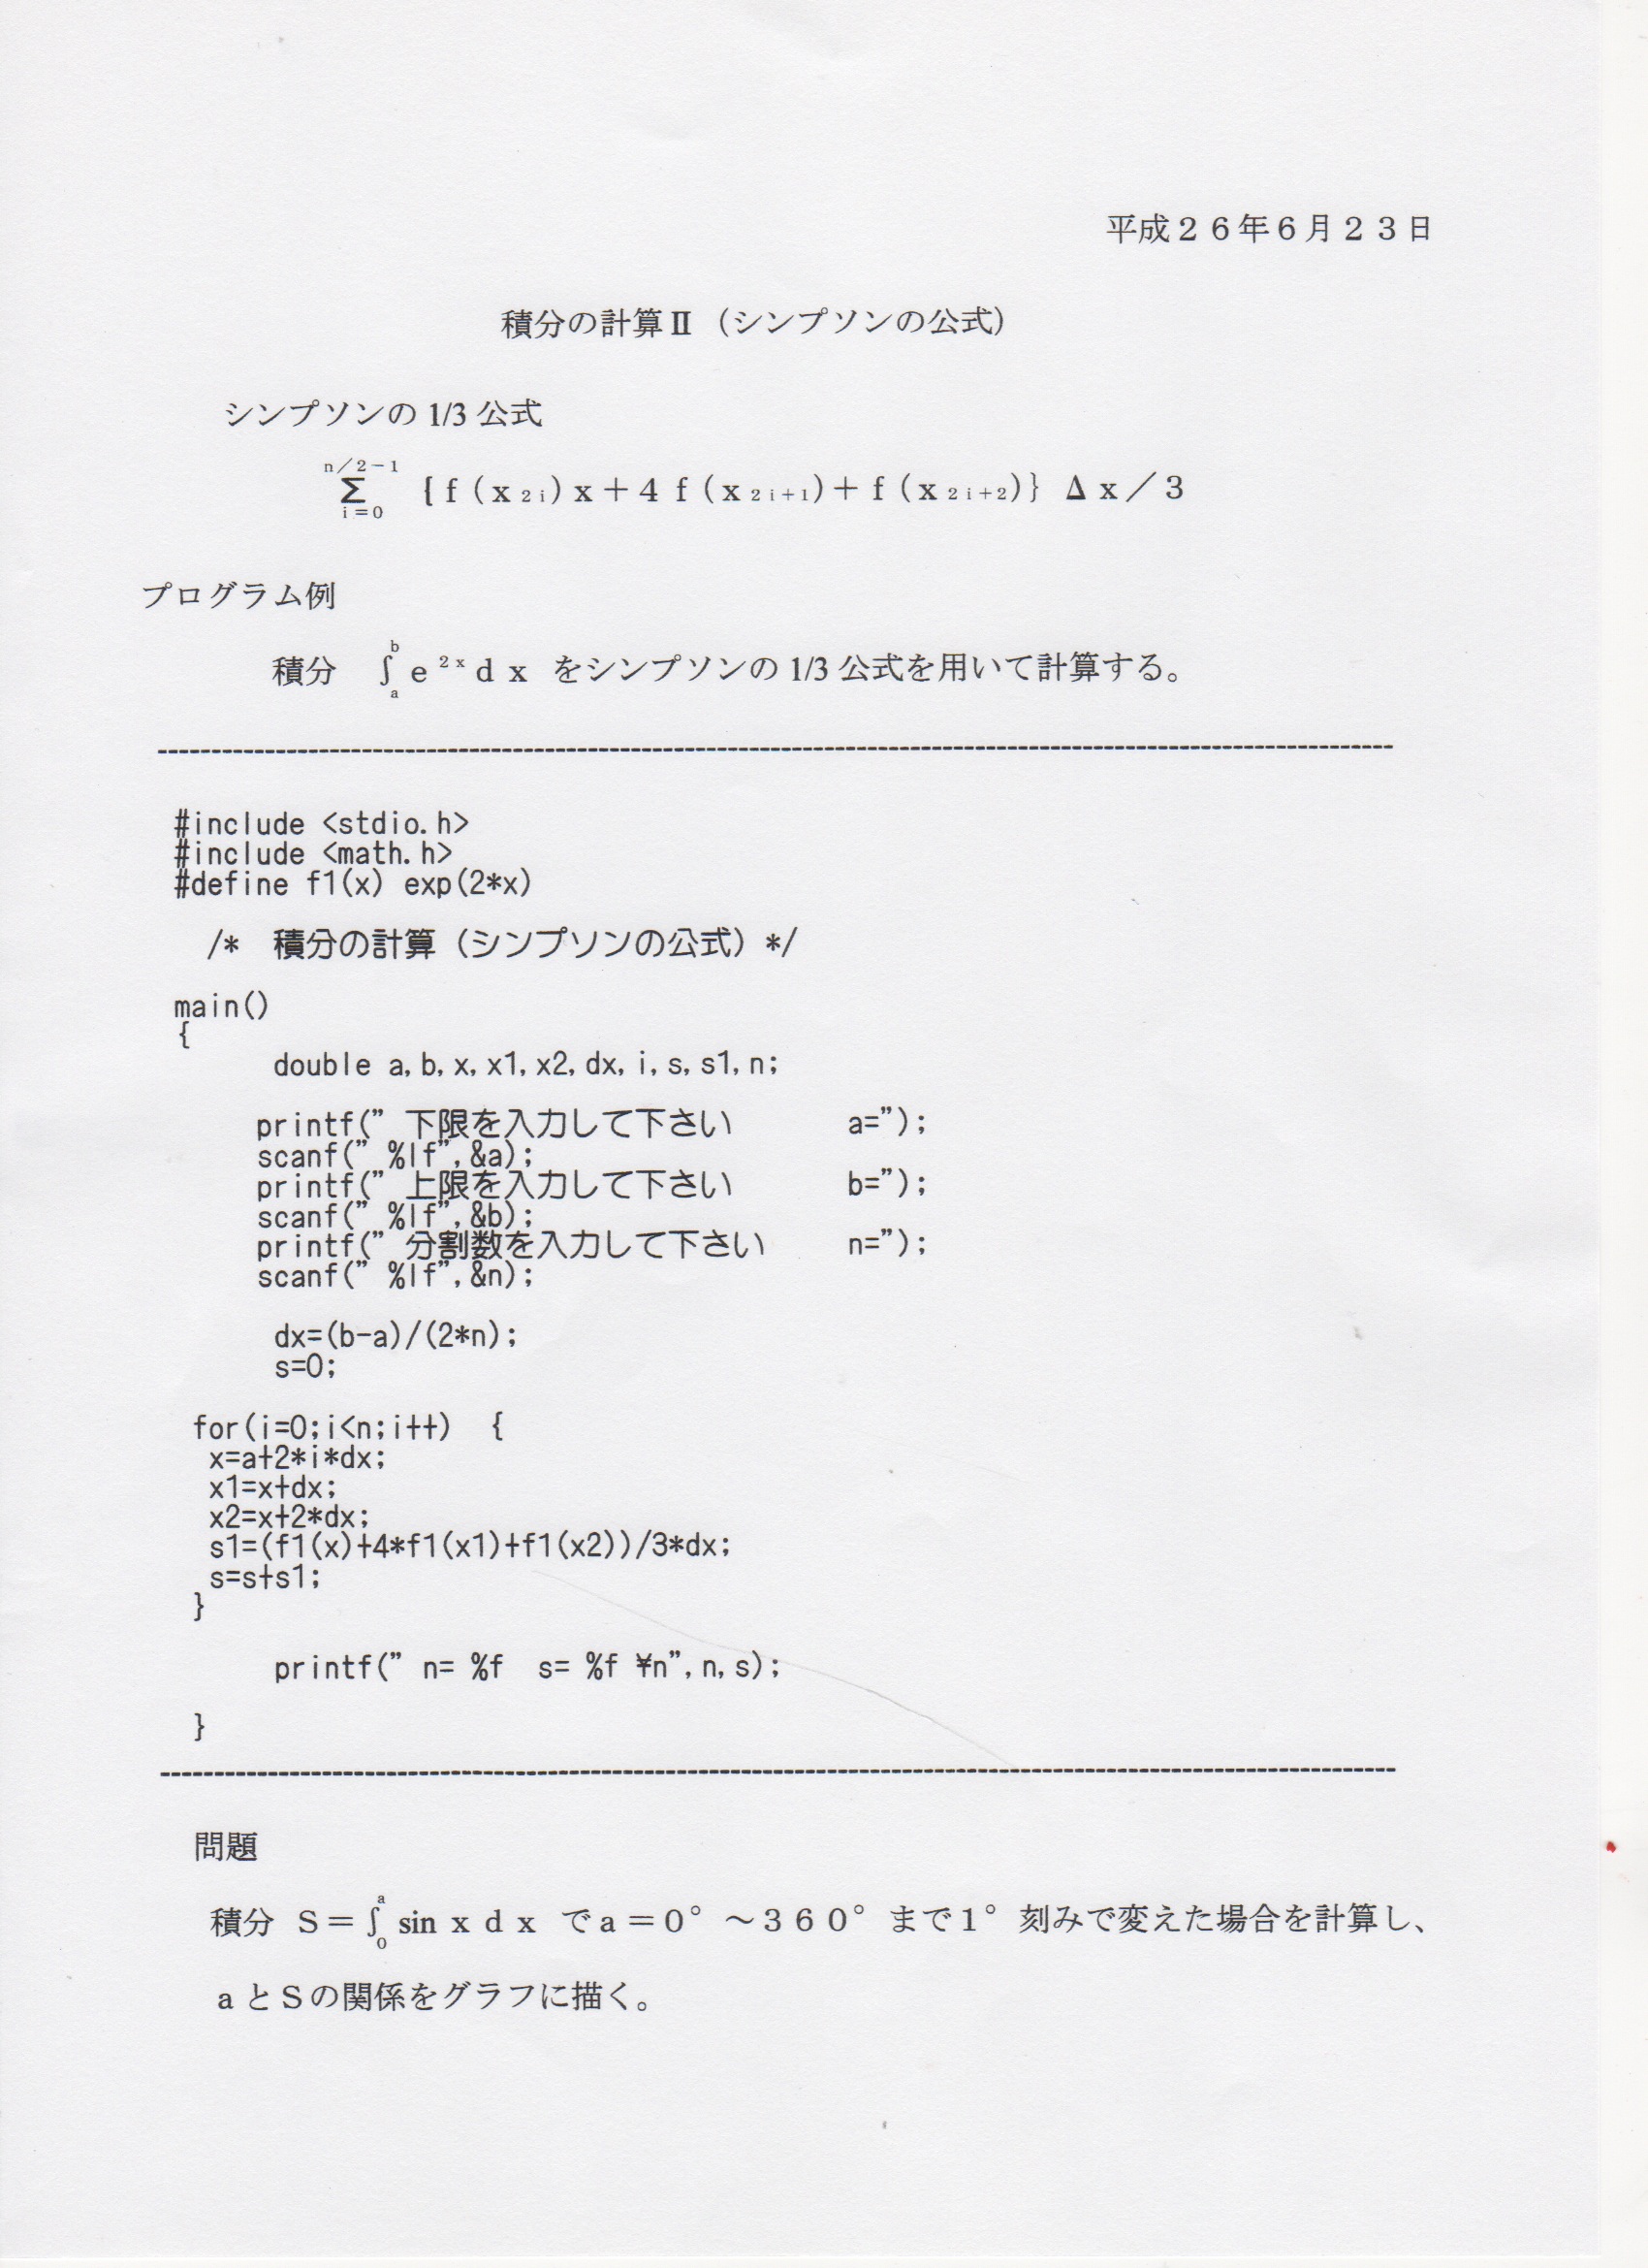 平成２６年６月２３日
積分の計算Ⅱ（シンプソンの公式）
シンプソンの 1/3 公式
n／2－1
Σ {ｆ(ｘ 2i)ｘ＋４ｆ(ｘ 2i+1)＋ｆ(ｘ 2i+2)} Δｘ／３
i=0
プログラム例
積分 ∫ₐᵇ ｅ²ˣｄｘ をシンプソンの 1/3 公式を用いて計算する。
#include <stdio.h>
#include <math.h>
#define f1(x) exp(2*x)
/* 積分の計算（シンプソンの公式）*/
main()
{
double a,b,x,x1,x2,dx,i,s,s1,n;
printf(" 下限を入力して下さい a=");
scanf(" %lf",&a);
printf(" 上限を入力して下さい b=");
scanf(" %lf",&b);
printf(" 分割数を入力して下さい n=");
scanf(" %lf",&n);
dx=(b-a)/(2*n);
s=0;
for(i=0;i<n;i++) {
x=a+2*i*dx;
x1=x+dx;
x2=x+2*dx;
s1=(f1(x)+4*f1(x1)+f1(x2))/3*dx;
s=s+s1;
}
printf(" n= %f s= %f ¥n",n,s);
}
問題
積分 Ｓ＝∫₀ᵃ sin ｘｄｘ でａ＝０°～３６０°まで１°刻みで変えた場合を計算し、
ａとＳの関係をグラフに描く。